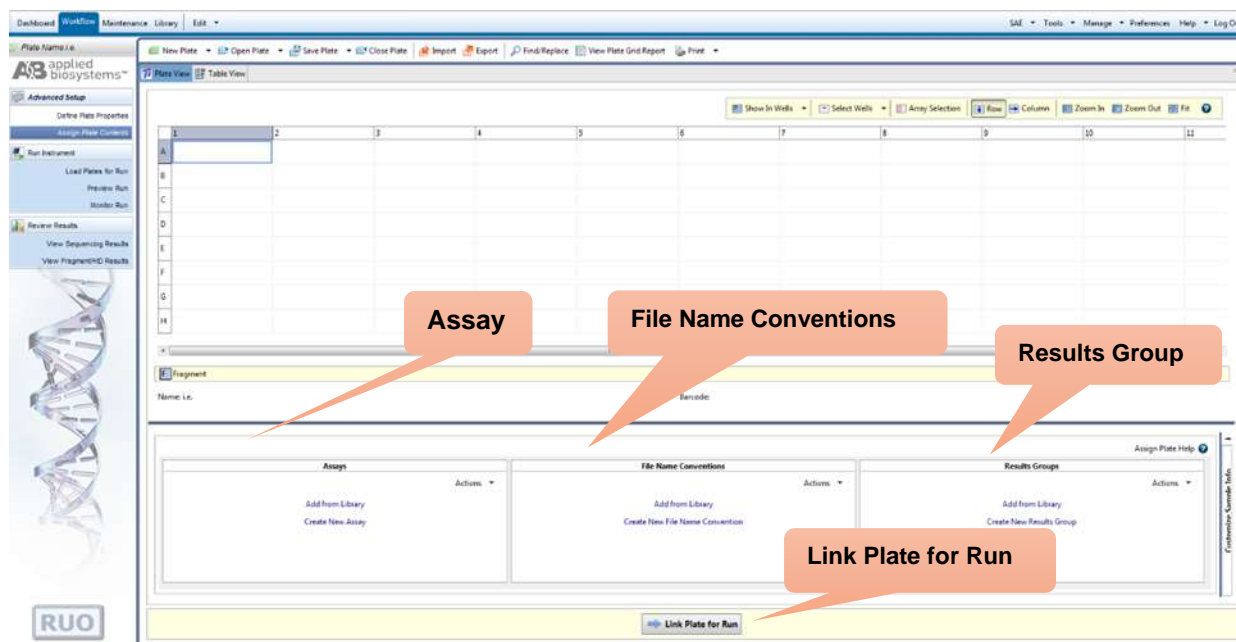 Dashboard Workflow Maintenance Library Edit SAE Tools Manage Preferences Help Log O
Plate Name i.e.
New Plate Open Plate Save Plate Close Plate Import Export Find/Replace View Plate Grid Report Print
AB applied biosystems™
Plate View Table View
Advanced Setup
Define Plate Properties
Assign Plate Contents
Show In Wells Select Wells Array Selection Row Column Zoom In Zoom Out Fit
1 2 3 4 5 6 7 8 9 10 11
A
B
C
D
E
F
G
H
Run Instrument
Load Plates for Run
Preview Run
Monitor Run
Review Results
View Sequencing Results
View Fragment/HID Results
Assay
File Name Conventions
Results Group
Fragment
Name: i.e. Barcode:
Assign Plate Help
Assays File Name Conventions Results Groups
Actions Actions Actions
Add from Library Add from Library Add from Library
Create New Assay Create New File Name Convention Create New Results Group
Customize Sample Info
Link Plate for Run
Link Plate for Run
RUO